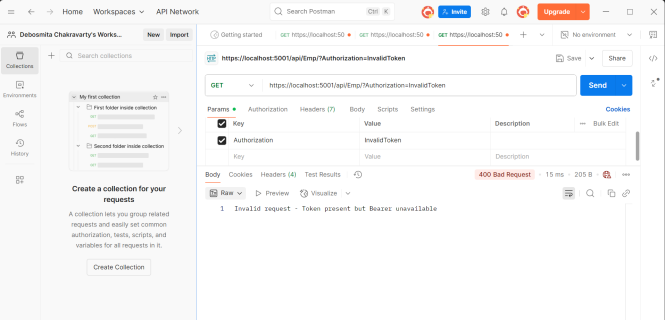 Home Workspaces API Network Search Postman Ctrl K Invite Upgrade
Debosmita Chakravarty's Works... New Import
Getting started GET https://localhost:50 GET https://localhost:50 GET https://localhost:50 No environment
Collections
Search collections
https://localhost:5001/api/Emp/?Authorization=InvalidToken Save Share
Environments
Flows
History
My first collection
First folder inside collection
GET
GET
Second folder inside collection
GET
GET
Create a collection for your
requests
A collection lets you group related
requests and easily set common
authorization, tests, scripts, and
variables for all requests in it.
Create Collection
GET https://localhost:5001/api/Emp/?Authorization=InvalidToken Send
Params Authorization Headers (7) Body Scripts Settings Cookies
Key Value Description Bulk Edit
Authorization InvalidToken
Key Value Description
Body Cookies Headers (4) Test Results 400 Bad Request 15 ms 205 B
Raw Preview Visualize
1 Invalid request - Token present but Bearer unavailable